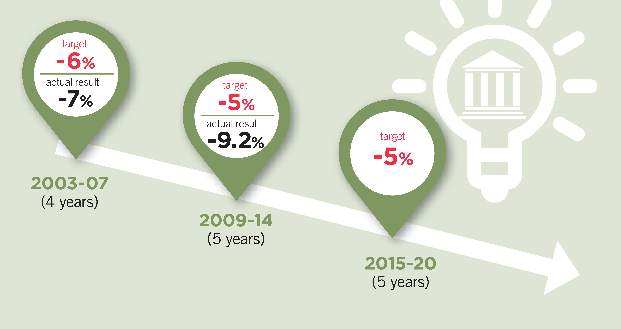 target
-6%
actual result
-7%
2003-07
(4 years)
target
-5%
actual result
-9.2%
2009-14
(5 years)
target
-5%
2015-20
(5 years)